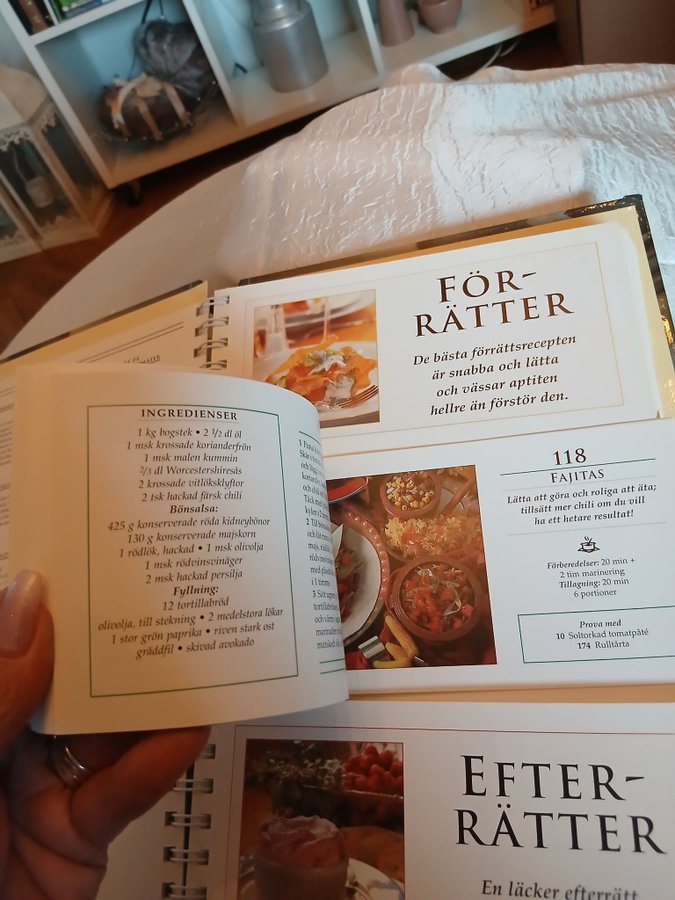 FÖR-
RÄTTER
De bästa förrättsrecepten
är snabba och lätta
och vässar aptiten
hellre än förstör den.
INGREDIENSER
1 kg bogstek • 2 1/2 dl öl
1 msk krossade korianderfrön
1 msk malen kummin
2/3 dl Worcestershiresås
2 krossade vitlöksklyftor
2 tsk hackad färsk chili
Bönsalsa:
425 g konserverade röda kidneybönor
130 g konserverade majskorn
1 rödlök, hackad • 1 msk olivolja
1 msk rödvinsvinäger
2 msk hackad persilja
Fyllning:
12 tortillabröd
olivolja, till stekning • 2 medelstora lökar
1 stor grön paprika • riven stark ost
gräddfil • skivad avokado
118
FAJITAS
Lätta att göra och roliga att äta;
tillsätt mer chili om du vill
ha ett hetare resultat!
Förberedelser: 20 min +
2 tim marinering
Tillagning: 20 min
6 portioner
Prova med
10 Soltorkad tomatpâté
174 Rulltårta
EFTER-
RÄTTER
En läcker efterrätt